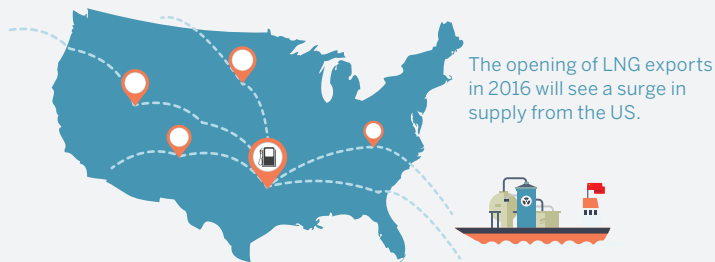 The opening of LNG exports
in 2016 will see a surge in
supply from the US.